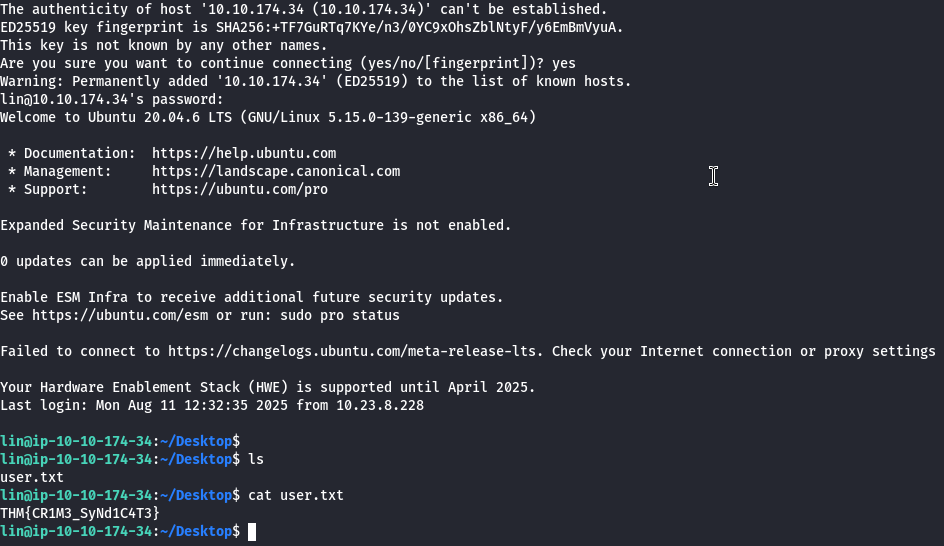 The authenticity of host '10.10.174.34 (10.10.174.34)' can't be established.
ED25519 key fingerprint is SHA256:+TF7GuRTq7KYe/n3/0YC9xOhsZblNtyF/y6EmBmVyuA.
This key is not known by any other names.
Are you sure you want to continue connecting (yes/no/[fingerprint])? yes
Warning: Permanently added '10.10.174.34' (ED25519) to the list of known hosts.
lin@10.10.174.34's password:
Welcome to Ubuntu 20.04.6 LTS (GNU/Linux 5.15.0-139-generic x86_64)
* Documentation:  https://help.ubuntu.com
* Management:     https://landscape.canonical.com
* Support:        https://ubuntu.com/pro
Expanded Security Maintenance for Infrastructure is not enabled.
0 updates can be applied immediately.
Enable ESM Infra to receive additional future security updates.
See https://ubuntu.com/esm or run: sudo pro status
Failed to connect to https://changelogs.ubuntu.com/meta-release-lts. Check your Internet connection or proxy settings
Your Hardware Enablement Stack (HWE) is supported until April 2025.
Last login: Mon Aug 11 12:32:35 2025 from 10.23.8.228
lin@ip-10-10-174-34:~/Desktop$
lin@ip-10-10-174-34:~/Desktop$ ls
user.txt
lin@ip-10-10-174-34:~/Desktop$ cat user.txt
THM{CR1M3_SyNd1C4T3}
lin@ip-10-10-174-34:~/Desktop$